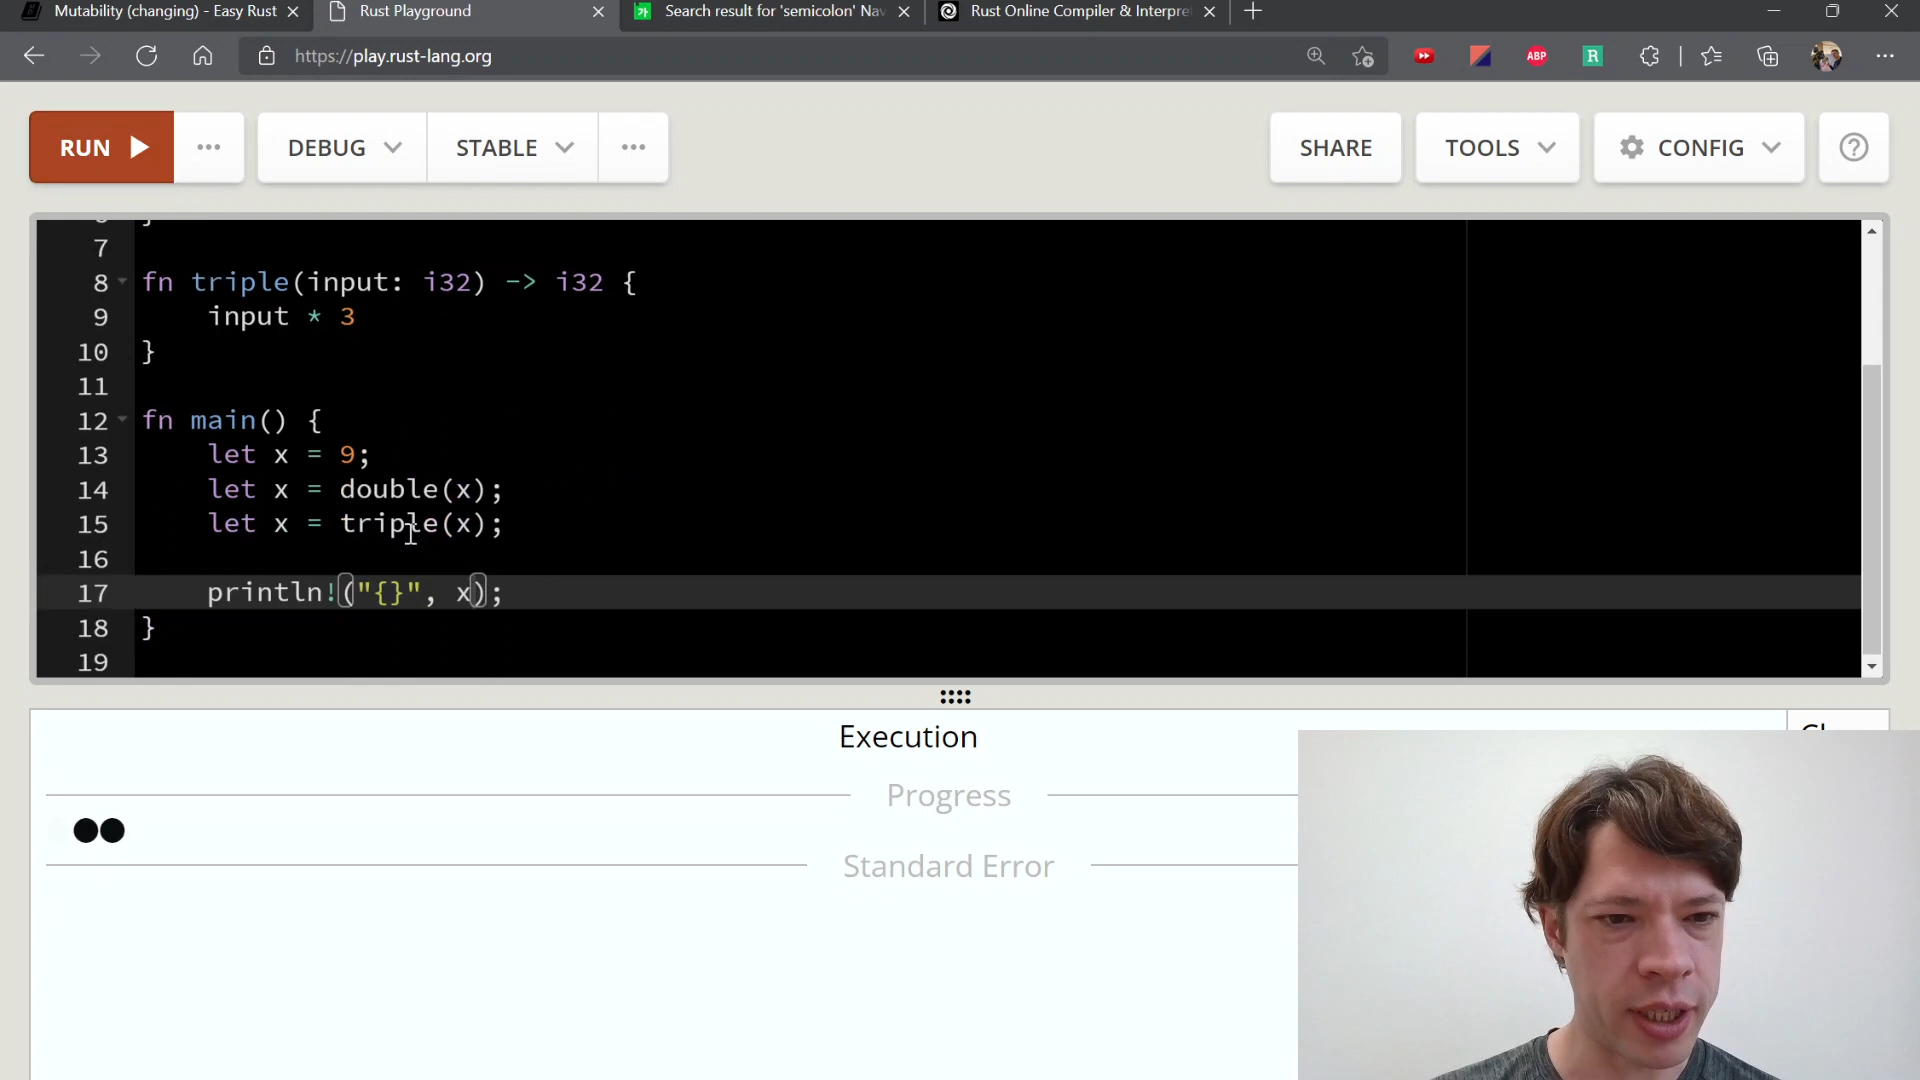 Mutability (changing) - Easy Rust
Rust Playground
Search result for 'semicolon' Na
Rust Online Compiler & Interpre
https://play.rust-lang.org
ABP
R
RUN
DEBUG
STABLE
SHARE
TOOLS
CONFIG
7
8 fn triple(input: i32) -> i32 {
9 input * 3
10 }
11
12 fn main() {
13 let x = 9;
14 let x = double(x);
15 let x = triple(x);
16
17 println!("{}", x);
18 }
19
Execution
Progress
Standard Error